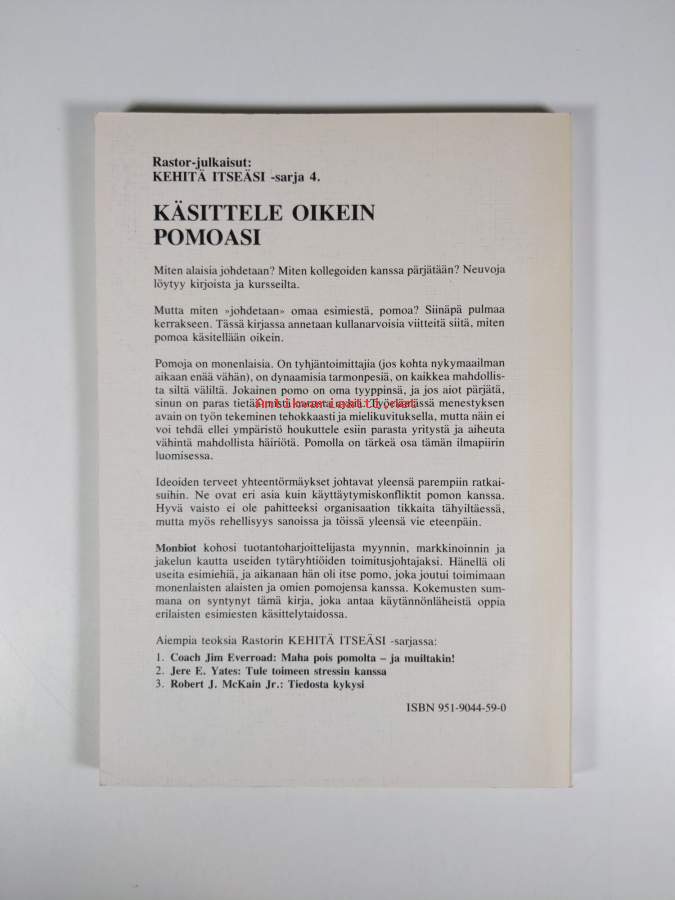 Rastor-julkaisut:
KEHITÄ ITSEÄSI -sarja 4.
KÄSITTELE OIKEIN
POMOASI
Miten alaisia johdetaan? Miten kollegoiden kanssa pärjätään? Neuvoja
löytyy kirjoista ja kursseilta.
Mutta miten »johdetaan» omaa esimiestä, pomoa? Siinäpä pulmaa
kerrakseen. Tässä kirjassa annetaan kullanarvoisia viitteitä siitä, miten
pomoa käsitellään oikein.
Pomoja on monenlaisia. On tyhjäntoimittajia (jos kohta nykymaailman
aikaan enää vähän), on dynaamisia tarmonpesiä, on kaikkea mahdollis-
ta siltä väliltä. Jokainen pomo on oma tyyppinsä, ja jos aiot pärjätä,
sinun on paras tietää työelämässä menestyksen
Antikvariaatti.net
avain on työn tekeminen tehokkaasti ja mielikuvituksella, mutta näin ei
voi tehdä ellei ympäristö houkuttele esiin parasta yritystä ja aiheuta
vähintä mahdollista häiriötä. Pomolla on tärkeä osa tämän ilmapiirin
luomisessa.
Ideoiden terveet yhteentörmäykset johtavat yleensä parempiin ratkai-
suihin. Ne ovat eri asia kuin käyttäytymiskonfliktit pomon kanssa.
Hyvä vaisto ei ole pahitteeksi organisaation tikkaita tähyiltäessä,
mutta myös rehellisyys sanoissa ja töissä yleensä vie eteenpäin.
Monbiot kohosi tuotantoharjoittelijasta myynnin, markkinoinnin ja
jakelun kautta useiden tytäryhtiöiden toimitusjohtajaksi. Hänellä oli
useita esimiehiä, ja aikanaan hän oli itse pomo, joka joutui toimimaan
monenlaisten alaisten ja omien pomojensa kanssa. Kokemusten sum-
mana on syntynyt tämä kirja, joka antaa käytännönläheistä oppia
erilaisten esimiesten käsittelytaidossa.
Aiempia teoksia Rastorin KEHITÄ ITSEÄSI -sarjassa:
1. Coach Jim Everroad: Maha pois pomolta – ja muiltakin!
2. Jere E. Yates: Tule toimeen stressin kanssa
3. Robert J. McKain Jr.: Tiedosta kykysi
ISBN 951-9044-59-0